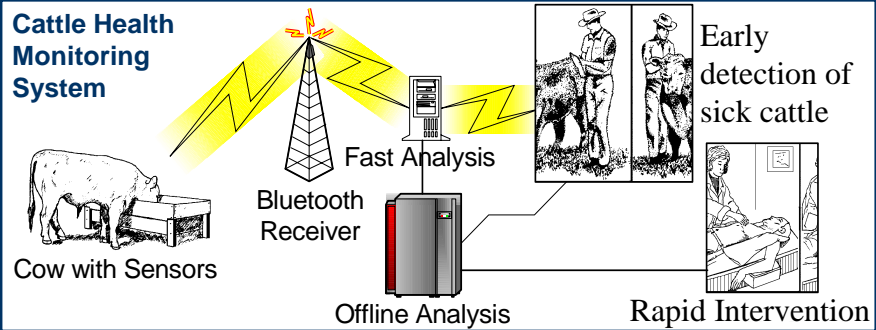 Cattle Health
Monitoring
System
Early
detection of
sick cattle
Fast Analysis
Bluetooth
Receiver
Cow with Sensors
Offline Analysis
Rapid Intervention